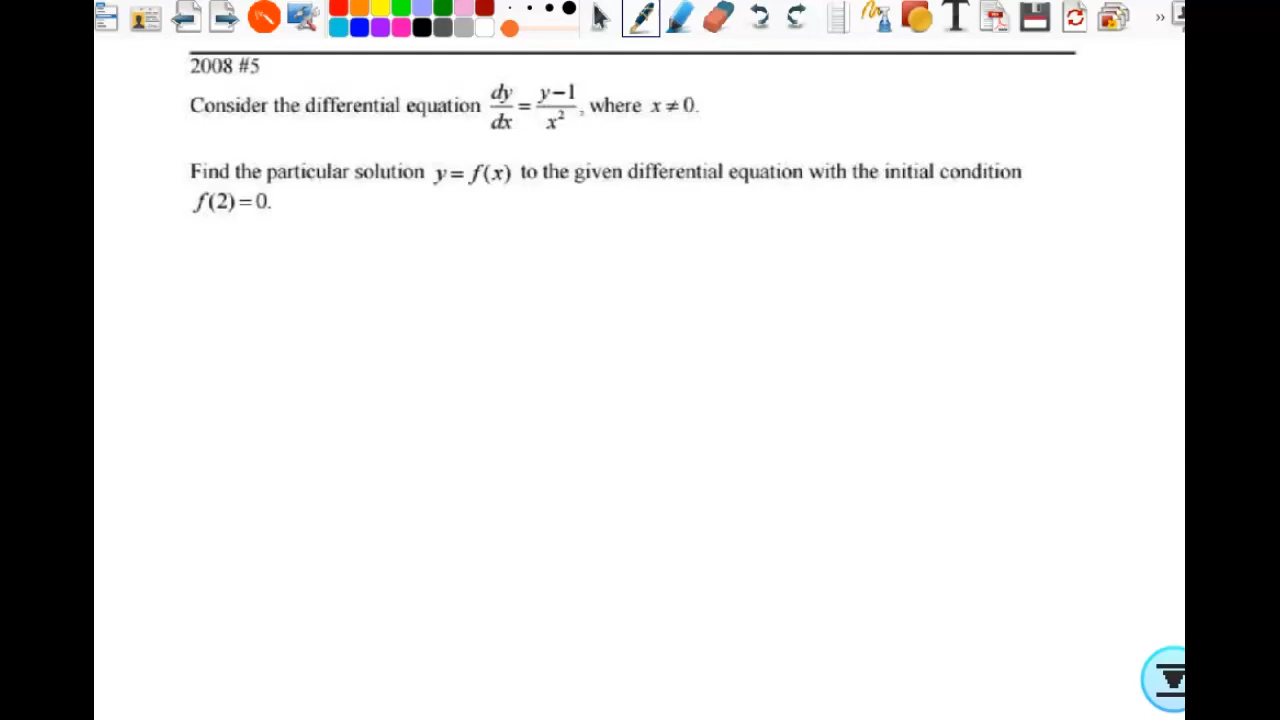 2008 #5
Consider the differential equation dy/dx = y−1/x², where x ≠ 0.
Find the particular solution y = f(x) to the given differential equation with the initial condition
f(2) = 0.